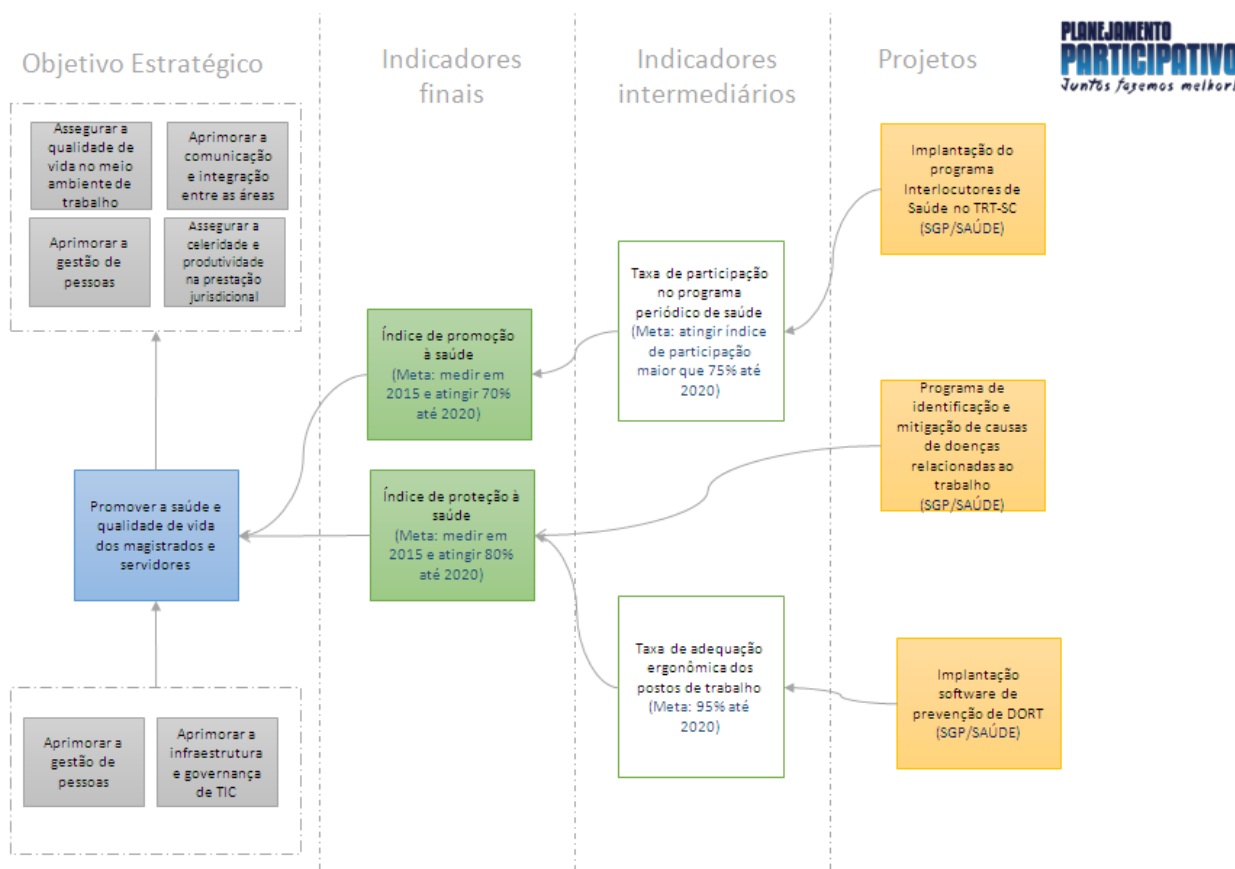 PLANEJAMENTO
PARTICIPATIVO
Juntos fazemos melhor!
Objetivo Estratégico
Indicadores
finais
Indicadores
intermediários
Projetos
Assegurar a
qualidade de
vida no meio
ambiente de
trabalho
Aprimorar a
comunicação
e integração
entre as áreas
Aprimorar a
gestão de
pessoas
Assegurar a
celeridade e
produtividade
na prestação
jurisdicional
Promover a saúde e
qualidade de vida
dos magistrados e
servidores
Aprimorar a
gestão de
pessoas
Aprimorar a
infraestrutura
e governança
de TIC
Índice de promoção
à saúde
(Meta: medir em
2015 e atingir 70%
até 2020)
Índice de proteção à
saúde
(Meta: medir em
2015 e atingir 80%
até 2020)
Taxa de participação
no programa
periódico de saúde
(Meta: atingir índice
de participação
maior que 75% até
2020)
Taxa de adequação
ergonômica dos
postos de trabalho
(Meta: 95% até
2020)
Implantação do
programa
Interlocutores de
Saúde no TRT-SC
(SGP/SAÚDE)
Programa de
identificação e
mitigação de causas
de doenças
relacionadas ao
trabalho
(SGP/SAÚDE)
Implantação
software de
prevenção de DORT
(SGP/SAÚDE)